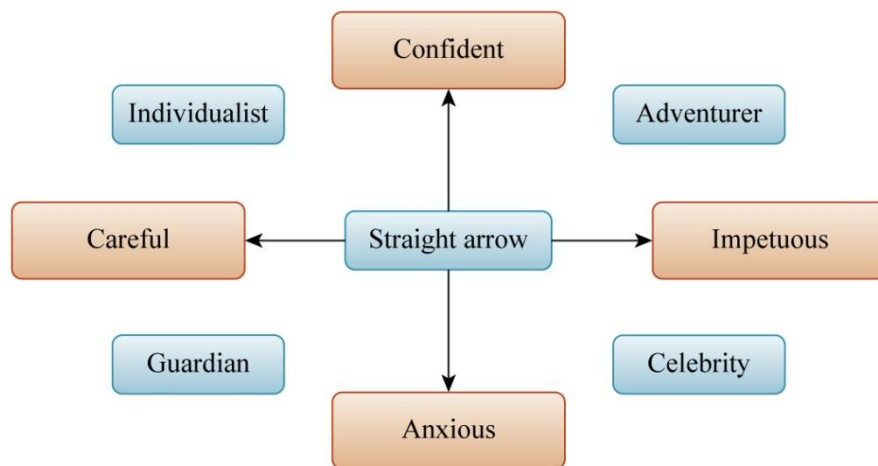 Confident
Individualist
Adventurer
Careful
Straight arrow
Impetuous
Guardian
Celebrity
Anxious